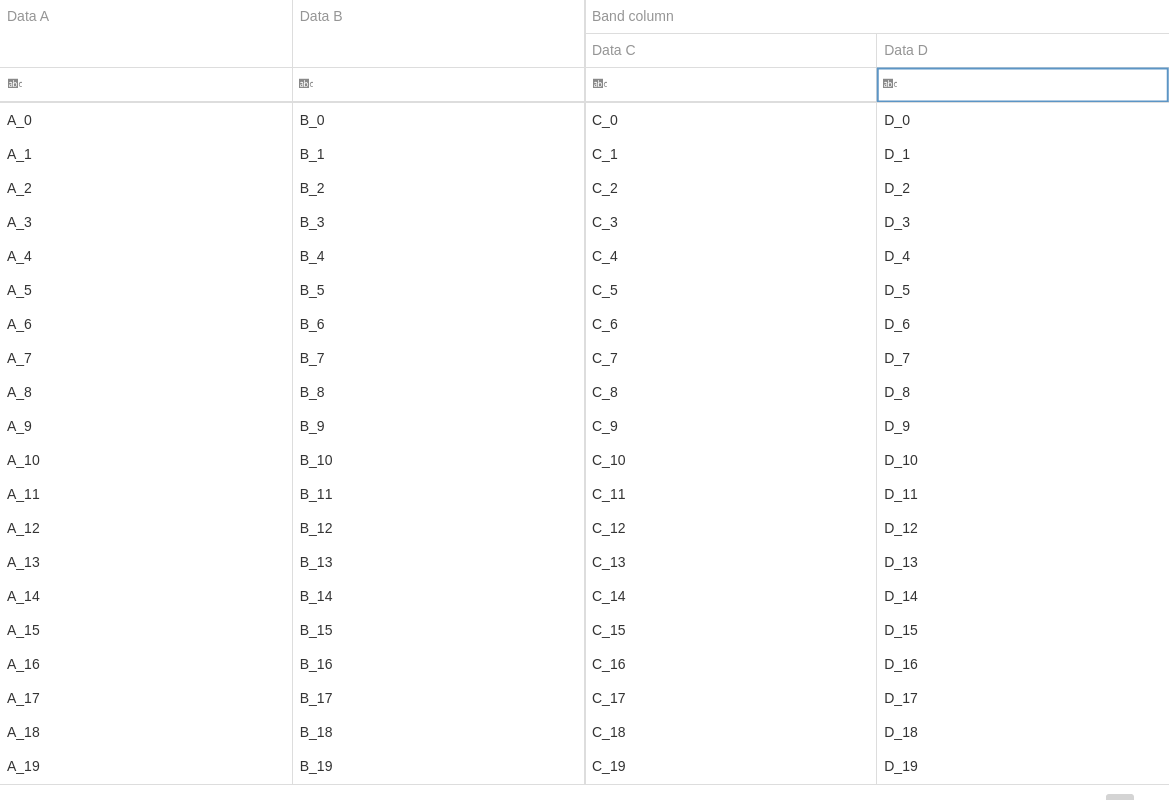 Data A Data B Band column
Data C Data D
abc abc abc abc
A_0 B_0 C_0 D_0
A_1 B_1 C_1 D_1
A_2 B_2 C_2 D_2
A_3 B_3 C_3 D_3
A_4 B_4 C_4 D_4
A_5 B_5 C_5 D_5
A_6 B_6 C_6 D_6
A_7 B_7 C_7 D_7
A_8 B_8 C_8 D_8
A_9 B_9 C_9 D_9
A_10 B_10 C_10 D_10
A_11 B_11 C_11 D_11
A_12 B_12 C_12 D_12
A_13 B_13 C_13 D_13
A_14 B_14 C_14 D_14
A_15 B_15 C_15 D_15
A_16 B_16 C_16 D_16
A_17 B_17 C_17 D_17
A_18 B_18 C_18 D_18
A_19 B_19 C_19 D_19